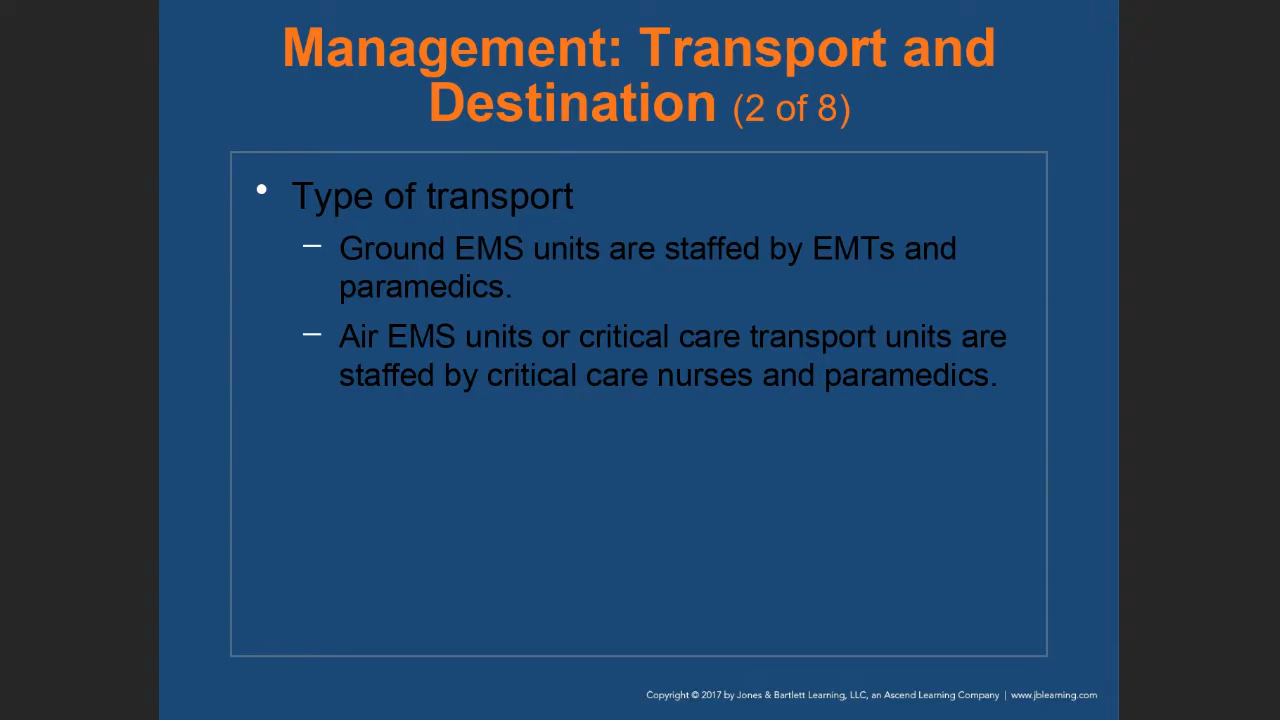 Management: Transport and
Destination (2 of 8)
• Type of transport
– Ground EMS units are staffed by EMTs and
paramedics.
– Air EMS units or critical care transport units are
staffed by critical care nurses and paramedics.
Copyright © 2017 by Jones & Bartlett Learning, LLC, an Ascend Learning Company | www.jblearning.com